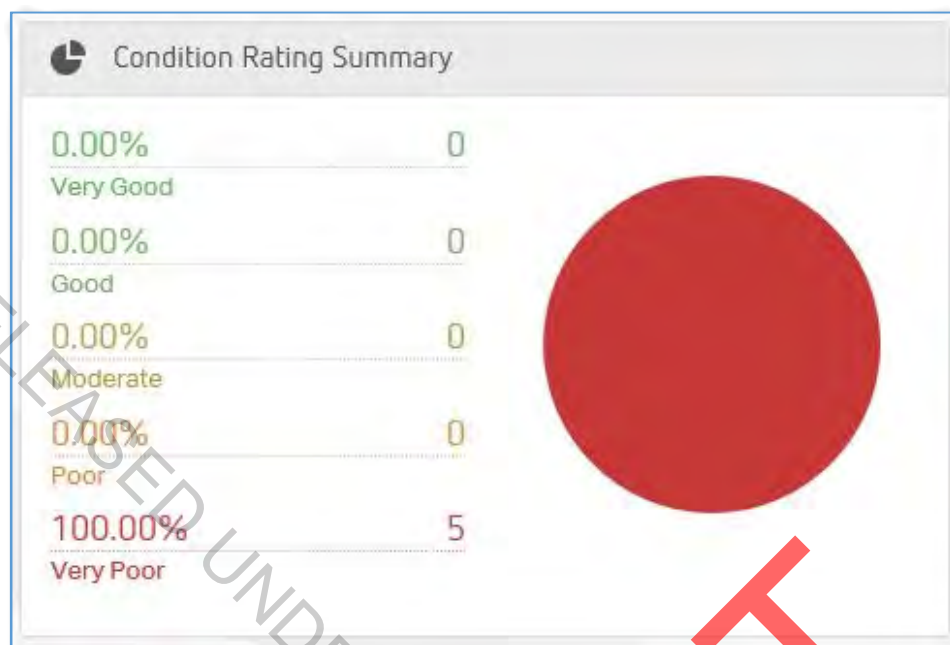 Condition Rating Summary
0.00% 0
Very Good
0.00% 0
Good
0.00% 0
Moderate
0.00% 0
Poor
100.00% 5
Very Poor